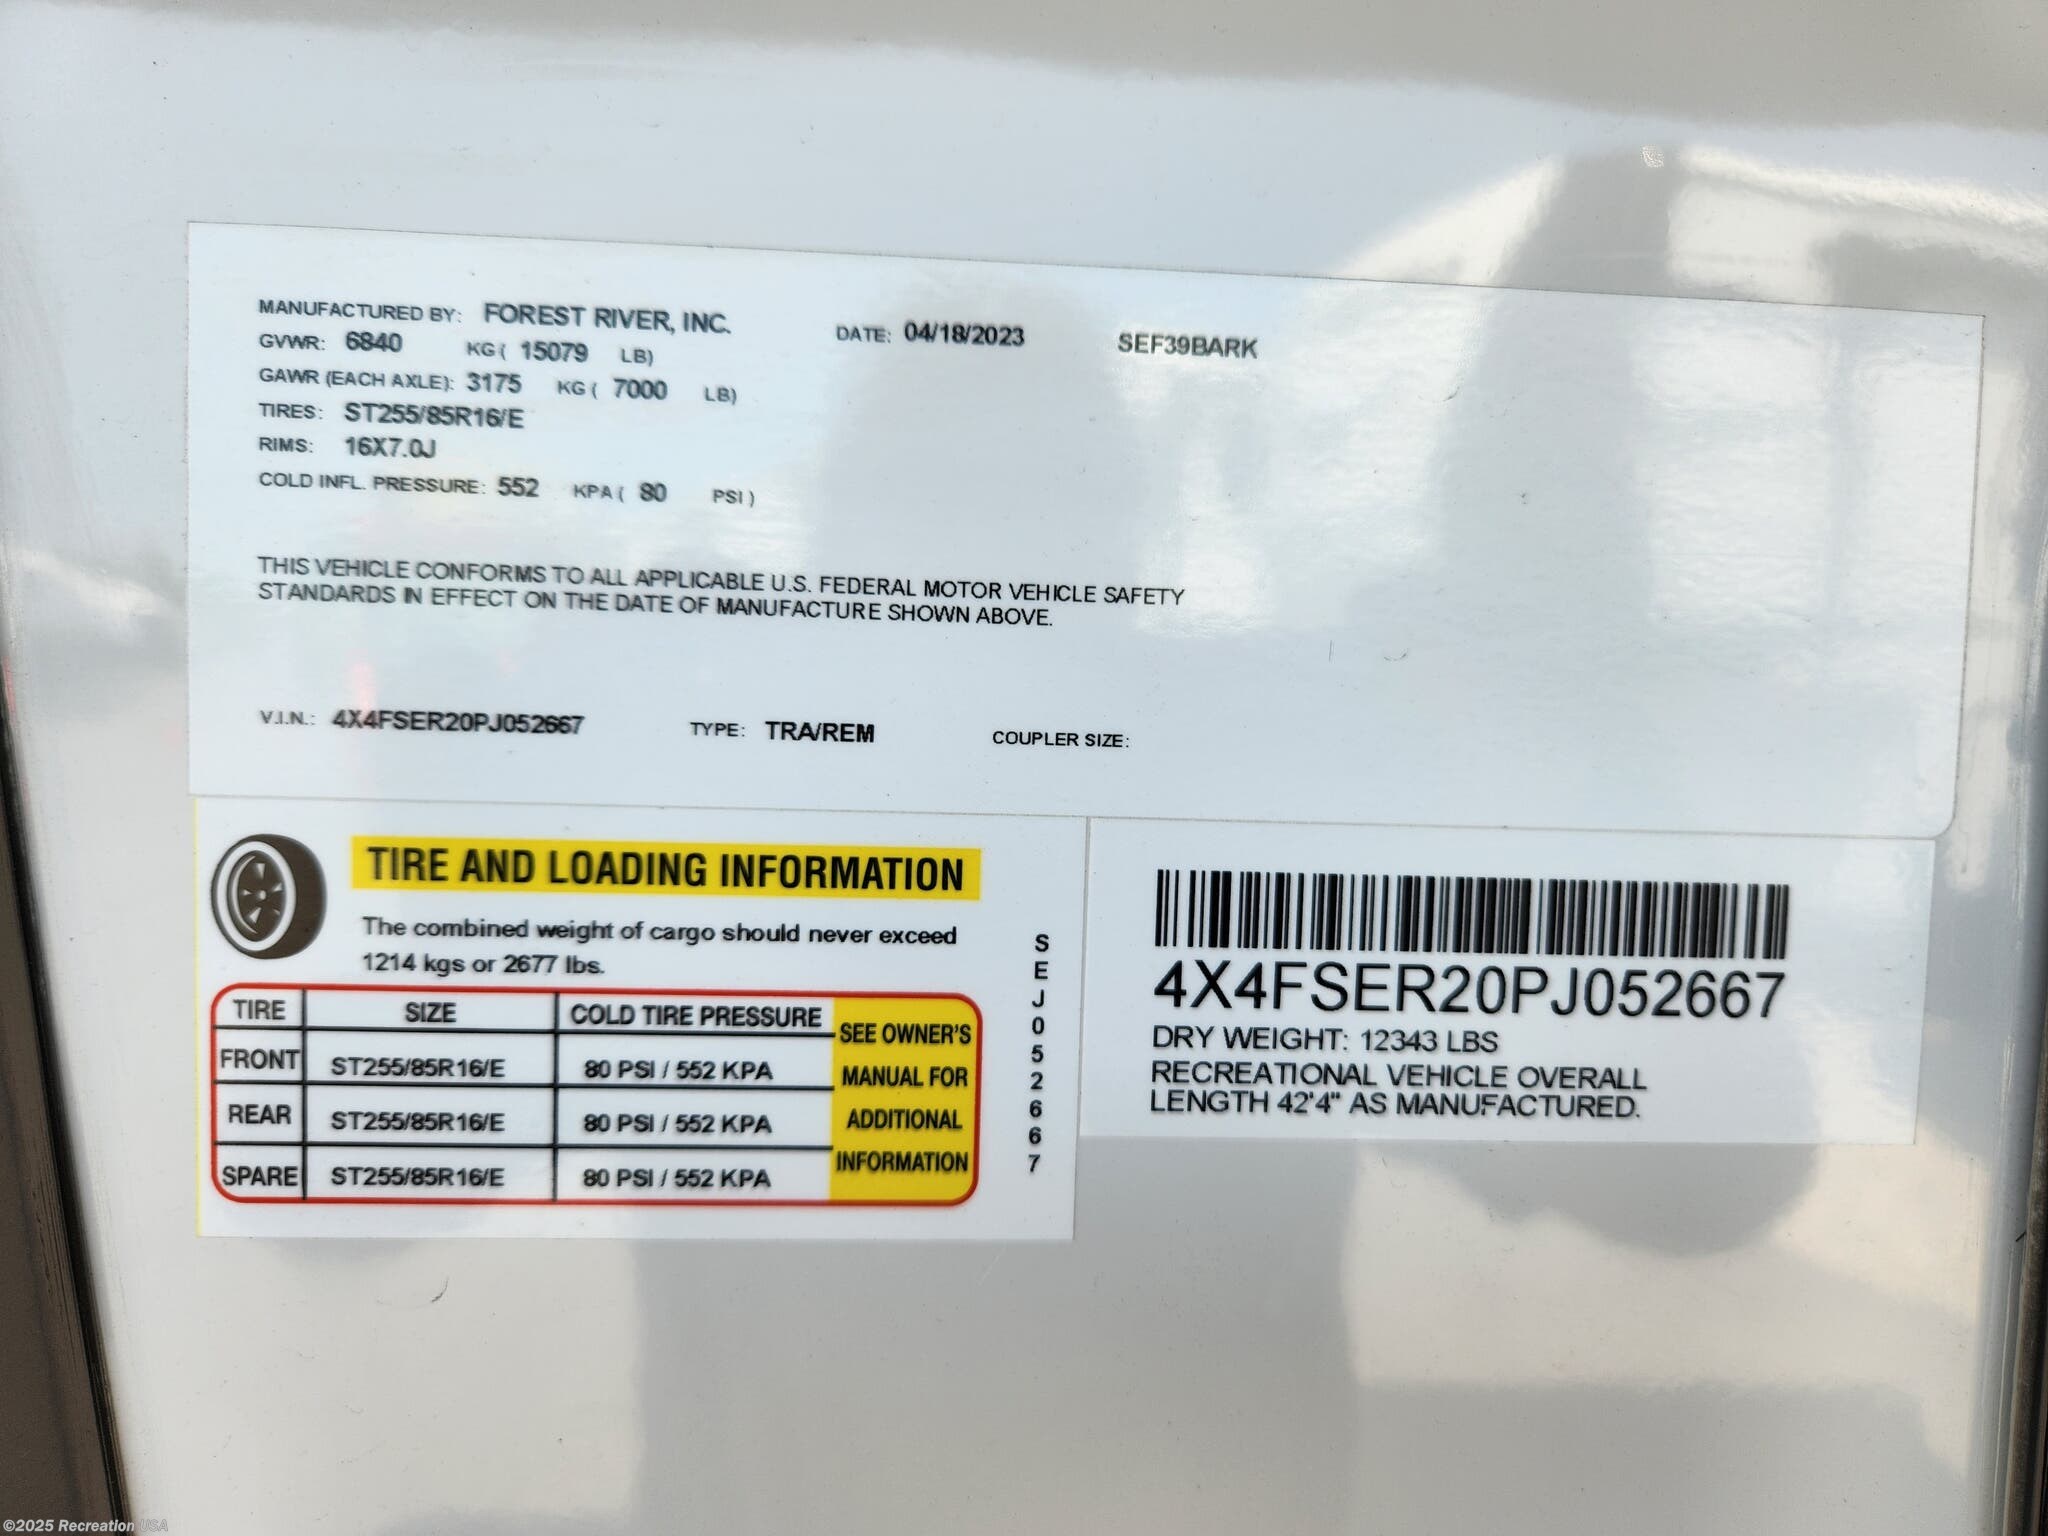 MANUFACTURED BY: FOREST RIVER, INC. DATE: 04/18/2023 SEF39BARK
GVWR: 6840 KG ( 15079 LB)
GAWR (EACH AXLE): 3175 KG ( 7000 LB)
TIRES: ST255/85R16/E
RIMS: 16X7.0J
COLD INFL. PRESSURE: 552 KPA ( 80 PSI )
THIS VEHICLE CONFORMS TO ALL APPLICABLE U.S. FEDERAL MOTOR VEHICLE SAFETY
STANDARDS IN EFFECT ON THE DATE OF MANUFACTURE SHOWN ABOVE.
V.I.N.: 4X4FSER20PJ052667 TYPE: TRA/REM COUPLER SIZE:
TIRE AND LOADING INFORMATION
The combined weight of cargo should never exceed
1214 kgs or 2677 lbs.
TIRE SIZE COLD TIRE PRESSURE
FRONT ST255/85R16/E 80 PSI / 552 KPA
REAR ST255/85R16/E 80 PSI / 552 KPA
SPARE ST255/85R16/E 80 PSI / 552 KPA
SEE OWNER'S
MANUAL FOR
ADDITIONAL
INFORMATION
SEJ052667
4X4FSER20PJ052667
DRY WEIGHT: 12343 LBS
RECREATIONAL VEHICLE OVERALL
LENGTH 42'4" AS MANUFACTURED.
©2025 Recreation USA